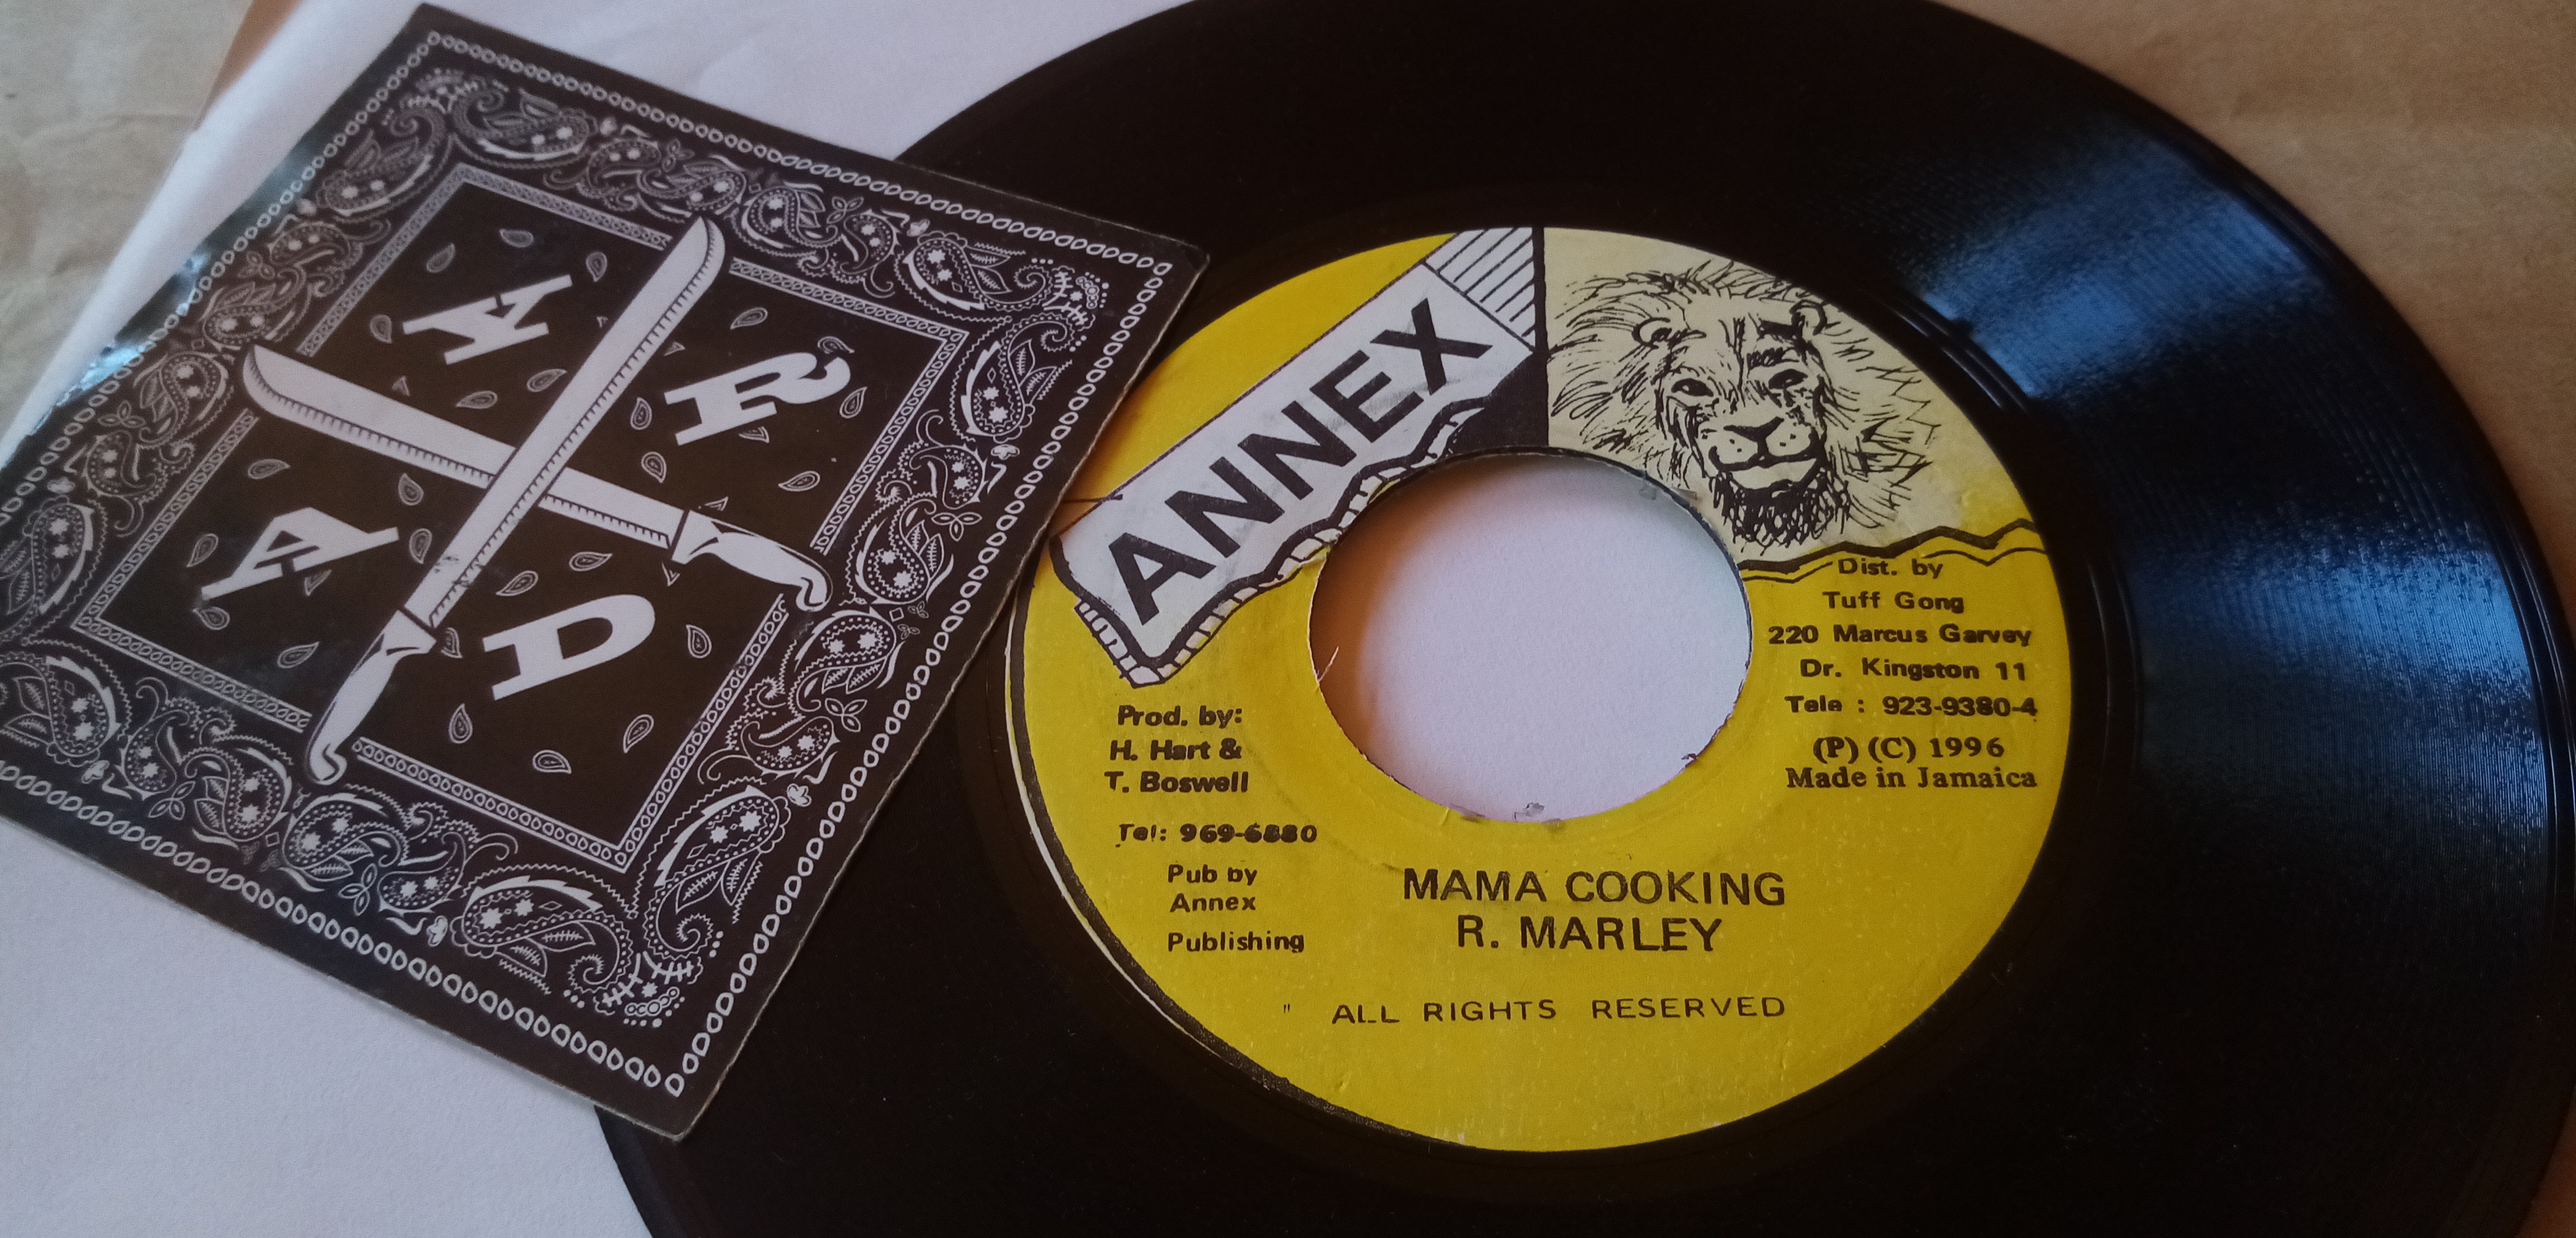 A R
A D
ANNEX
Dist. by
Tuff Gong
220 Marcus Garvey
Dr. Kingston 11
Tele : 923-9380-4
(P) (C) 1996
Made in Jamaica
Prod. by:
H. Hart &
T. Boswell
Tel: 969-6880
Pub by
Annex
Publishing
MAMA COOKING
R. MARLEY
" ALL RIGHTS RESERVED